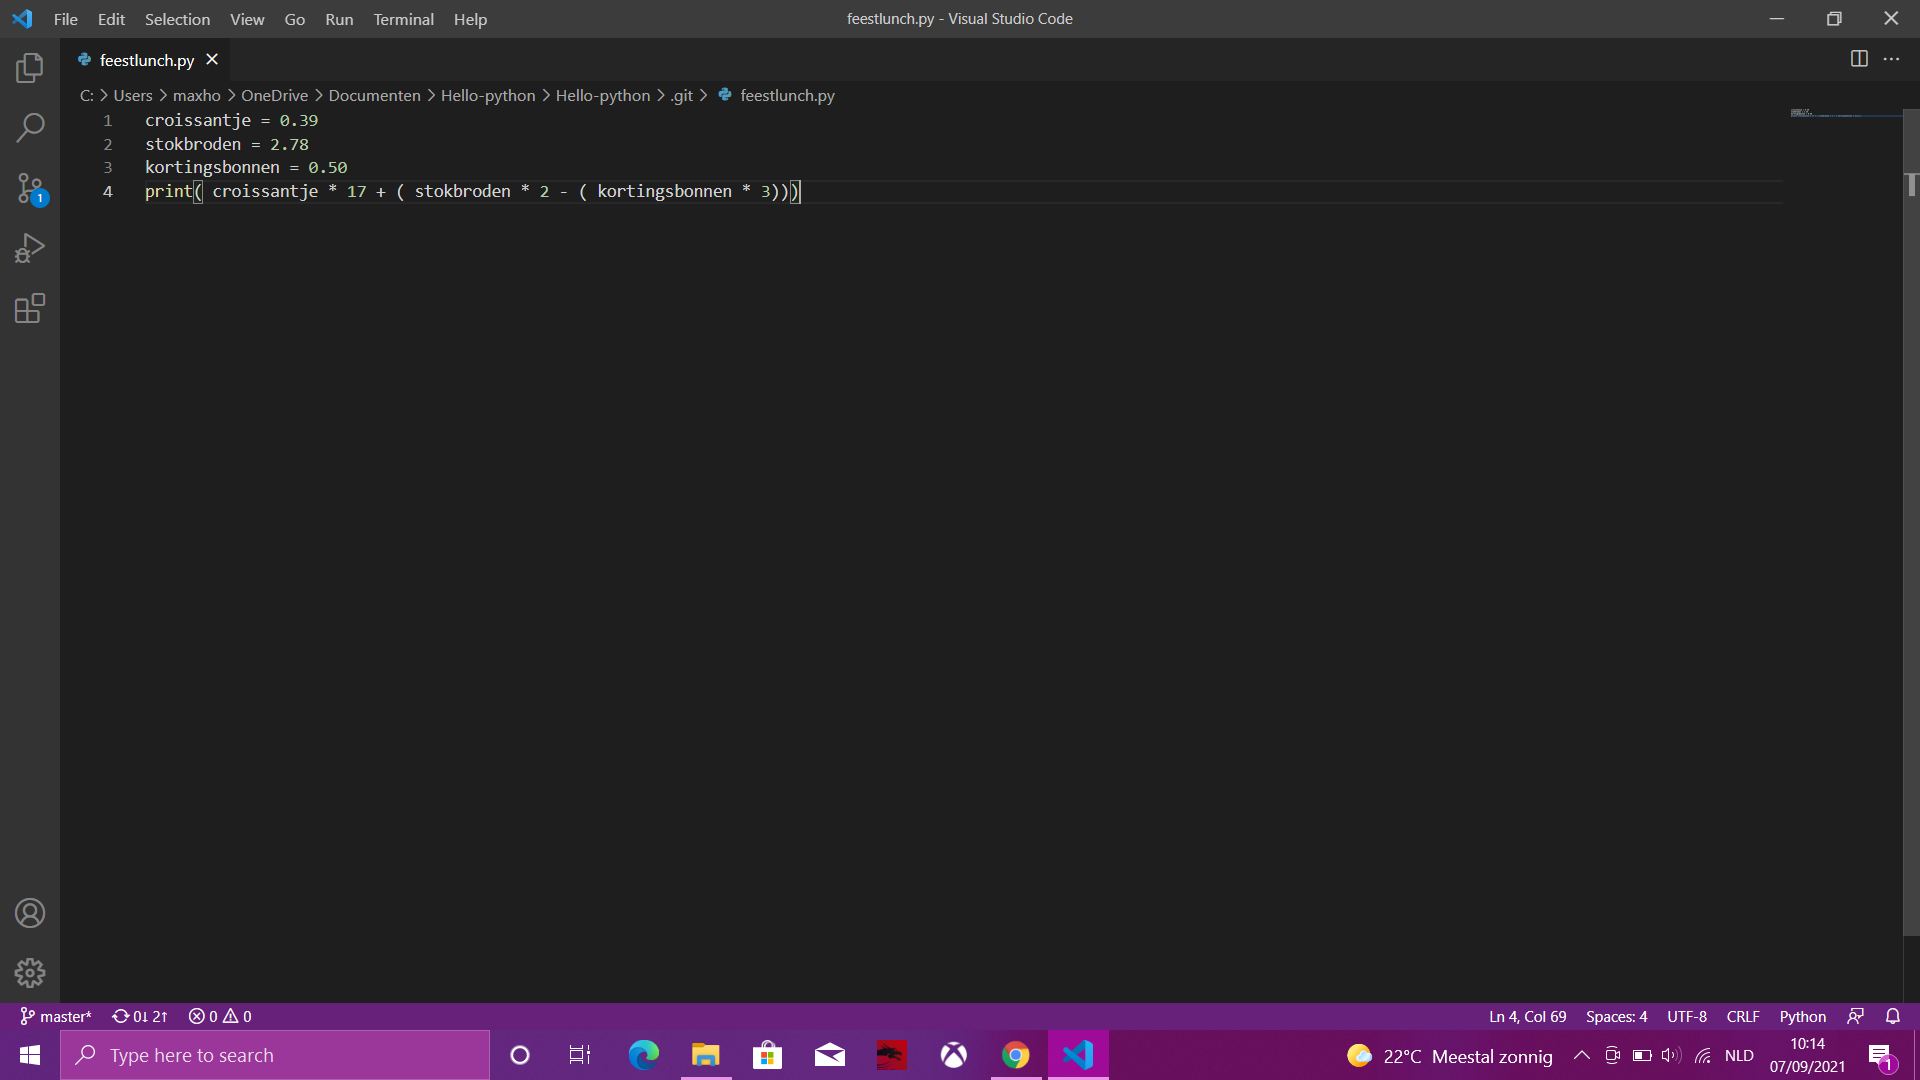 File Edit Selection View Go Run Terminal Help
feestlunch.py - Visual Studio Code
feestlunch.py
C: > Users > maxho > OneDrive > Documenten > Hello-python > Hello-python > .git > feestlunch.py
1 croissantje = 0.39
2 stokbroden = 2.78
3 kortingsbonnen = 0.50
4 print( croissantje * 17 + ( stokbroden * 2 - ( kortingsbonnen * 3)))
1
master* 0↓ 2↑ 0 0
Ln 4, Col 69 Spaces: 4 UTF-8 CRLF Python
Type here to search
22°C Meestal zonnig NLD
10:14
07/09/2021
1